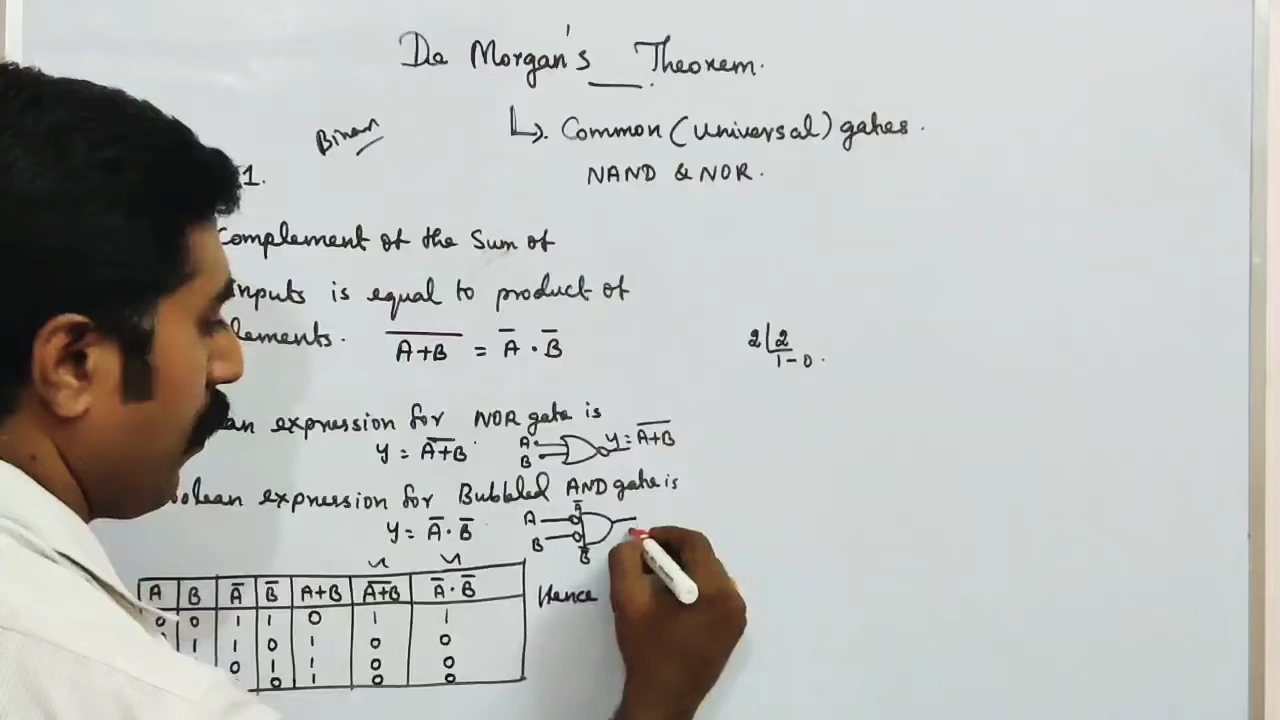 De Morgan's Theorem.
Common (Universal) gates.
NAND & NOR.
1.
Complement of the Sum of
inputs is equal to product of
lements. A+B̅ = A̅ . B̅
an expression for NOR gate is
y = A̅+̅B̅
A
B
y = A̅+̅B̅
oolean expression for Bubbled AND gate is
y = A̅ . B̅
A
B
A̅
B̅
2 2
1 - 0.
A B A̅ B̅ A+B A̅+̅B̅ A̅ . B̅
0 0 1 1 0 1 1
1 1 0 1 0 0
0 1 1 0 0
0 1 0 0
Hence